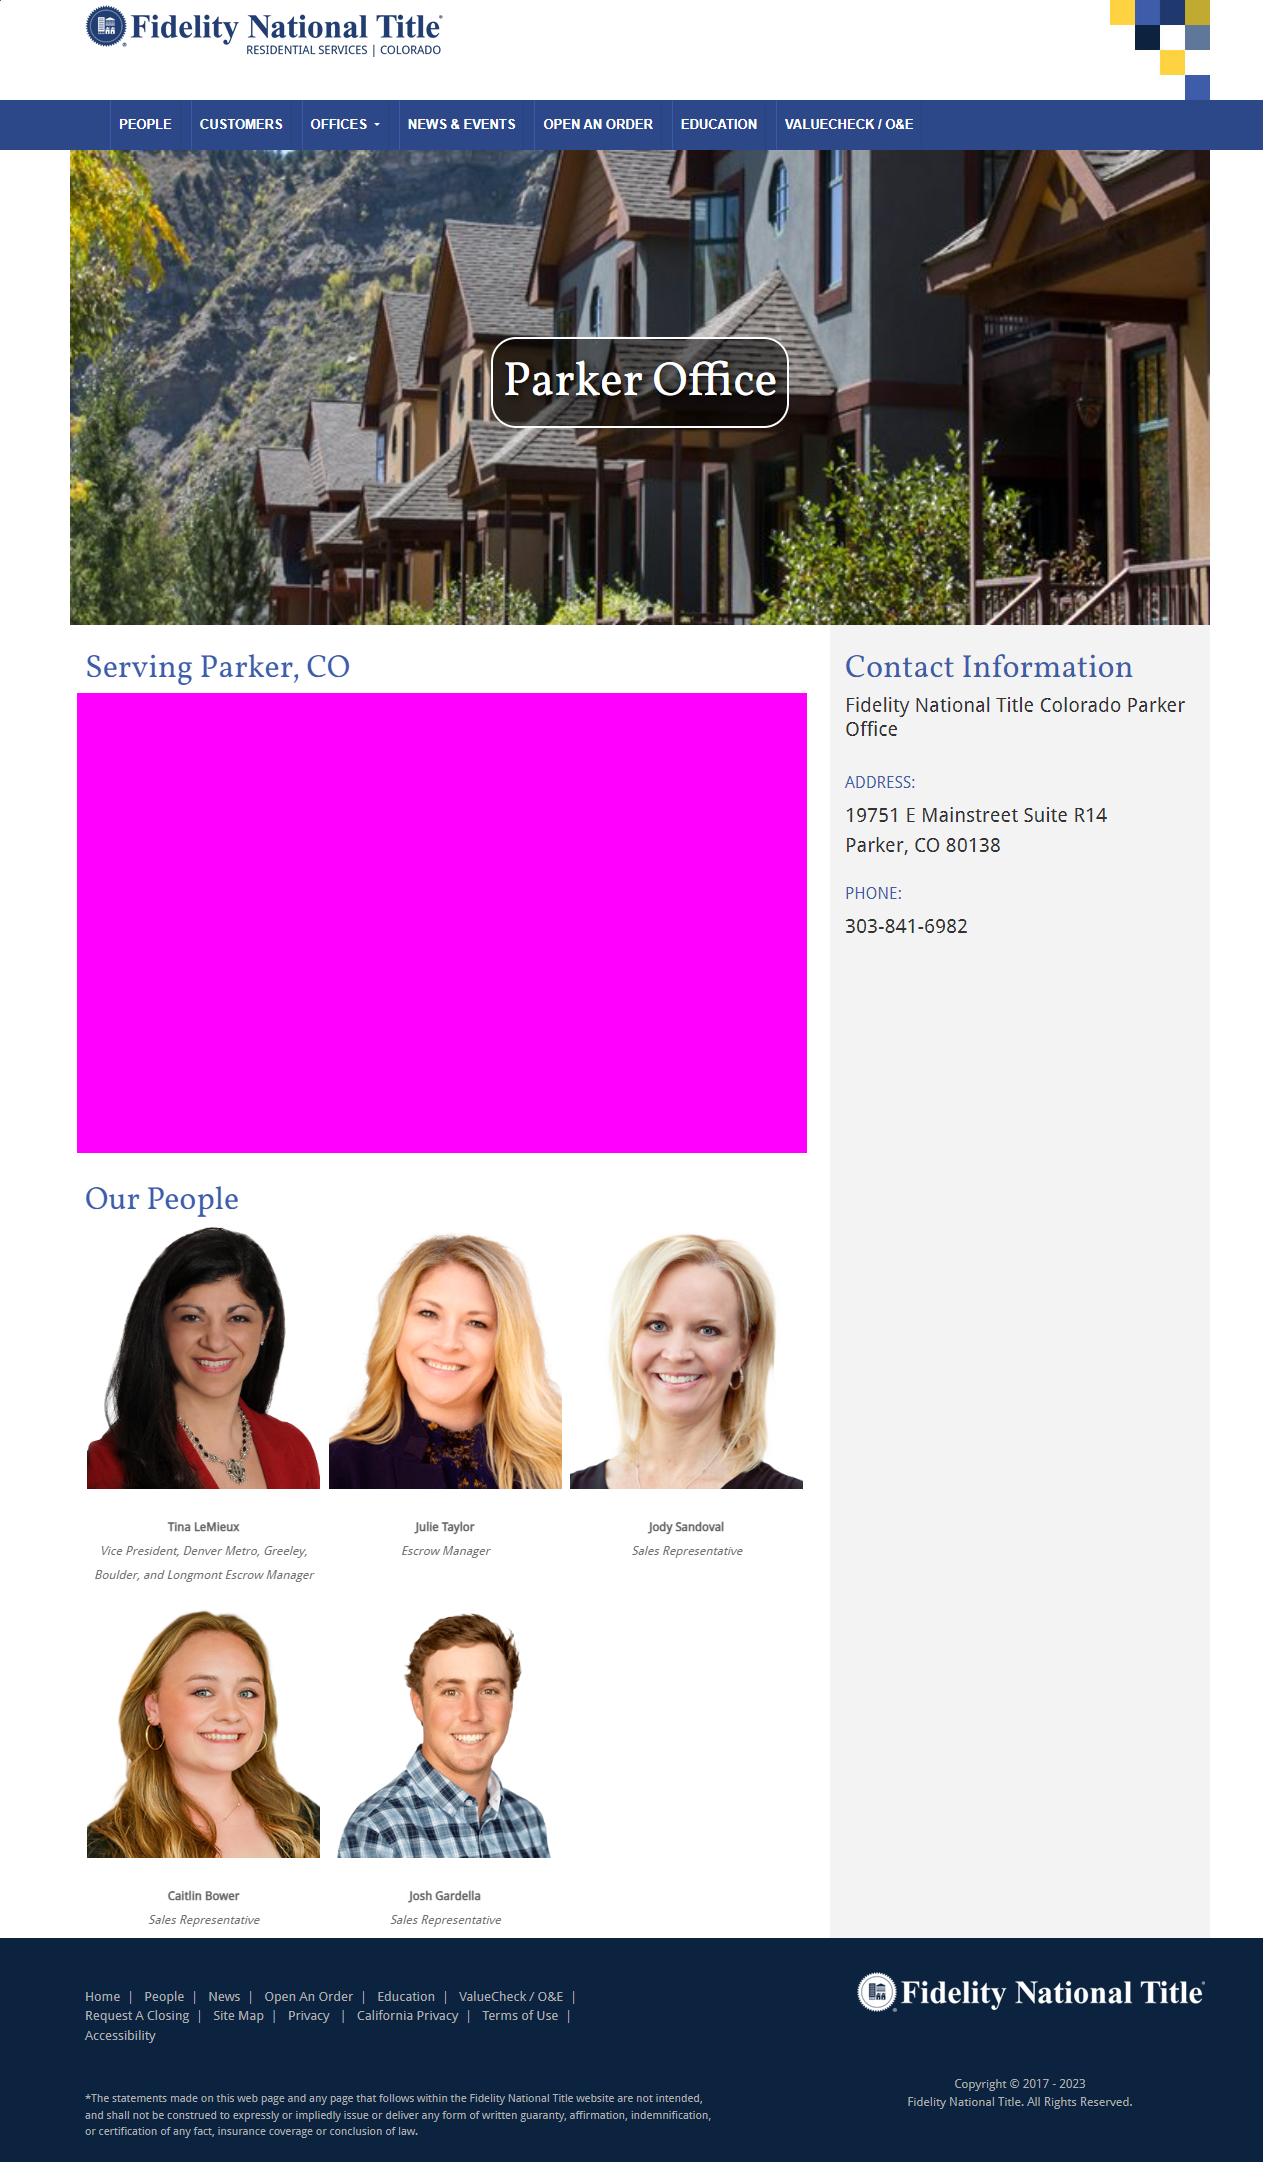 Fidelity National Title®
RESIDENTIAL SERVICES | COLORADO
PEOPLE
CUSTOMERS
OFFICES
NEWS & EVENTS
OPEN AN ORDER
EDUCATION
VALUECHECK / O&E
Parker Office
Serving Parker, CO
Contact Information
Fidelity National Title Colorado Parker
Office
ADDRESS:
19751 E Mainstreet Suite R14
Parker, CO 80138
PHONE:
303-841-6982
Our People
Tina LeMieux
Vice President, Denver Metro, Greeley,
Boulder, and Longmont Escrow Manager
Julie Taylor
Escrow Manager
Jody Sandoval
Sales Representative
Caitlin Bower
Sales Representative
Josh Gardella
Sales Representative
Home | People | News | Open An Order | Education | ValueCheck / O&E |
Request A Closing | Site Map | Privacy | California Privacy | Terms of Use |
Accessibility
*The statements made on this web page and any page that follows within the Fidelity National Title website are not intended,
and shall not be construed to expressly or impliedly issue or deliver any form of written guaranty, affirmation, indemnification,
or certification of any fact, insurance coverage or conclusion of law.
Fidelity National Title®
Copyright © 2017 - 2023
Fidelity National Title. All Rights Reserved.